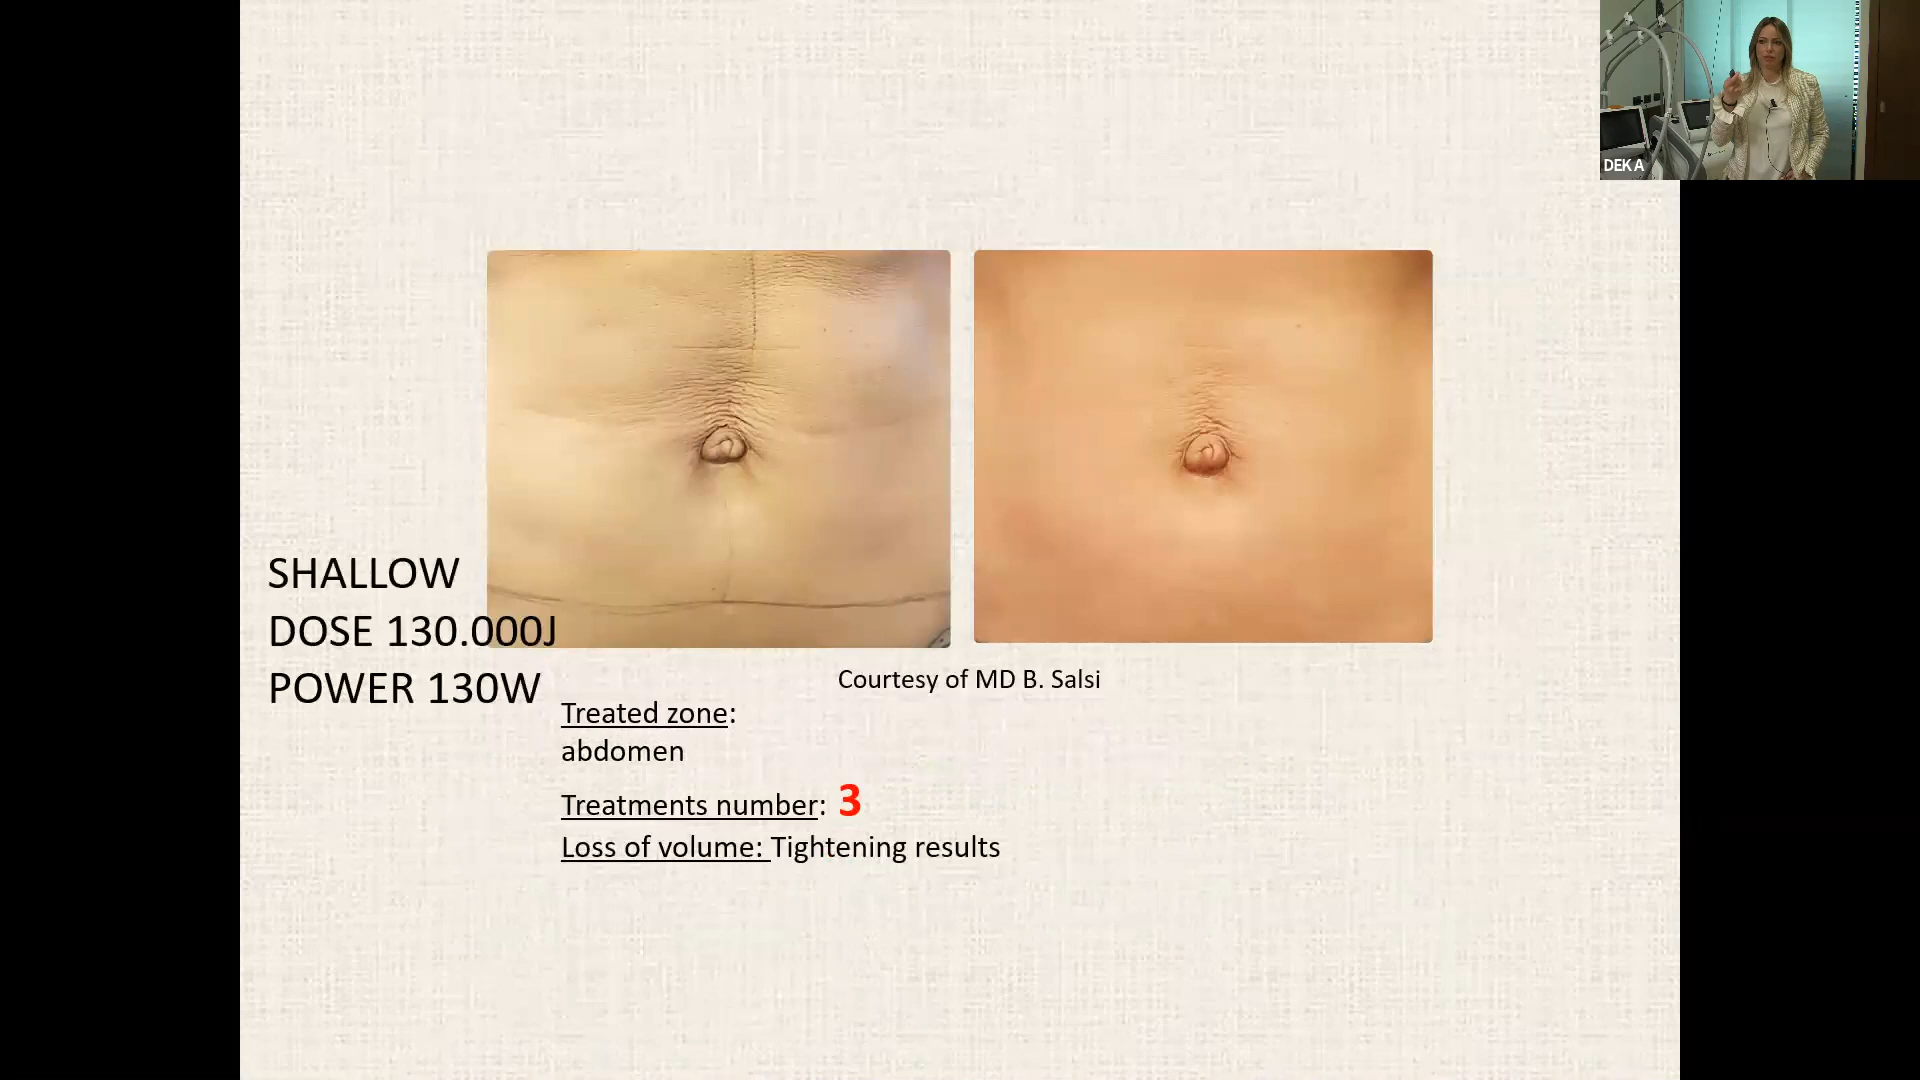 DEKA
SHALLOW
DOSE 130.000J
POWER 130W
Courtesy of MD B. Salsi
Treated zone:
abdomen
Treatments number: 3
Loss of volume: Tightening results